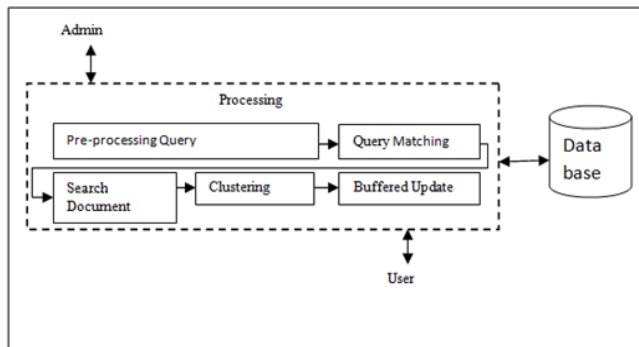 Admin
Processing
Pre-processing Query
Query Matching
Data
base
Search
Document
Clustering
Buffered Update
User